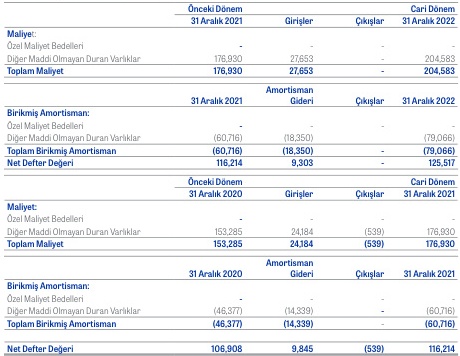 Önceki Dönem Cari Dönem
31 Aralık 2021 Girişler Çıkışlar 31 Aralık 2022
Maliyet:
Özel Maliyet Bedelleri - - - -
Diğer Maddi Olmayan Duran Varlıklar 176,930 27,653 - 204,583
Toplam Maliyet 176,930 27,653 - 204,583
Amortisman
31 Aralık 2021 Gideri Çıkışlar 31 Aralık 2022
Birikmiş Amortisman:
Özel Maliyet Bedelleri - - - -
Diğer Maddi Olmayan Duran Varlıklar (60,716) (18,350) - (79,066)
Toplam Birikmiş Amortisman (60,716) (18,350) - (79,066)
Net Defter Değeri 116,214 9,303 - 125,517
Önceki Dönem Cari Dönem
31 Aralık 2020 Girişler Çıkışlar 31 Aralık 2021
Maliyet:
Özel Maliyet Bedelleri - - - -
Diğer Maddi Olmayan Duran Varlıklar 153,285 24,184 (539) 176,930
Toplam Maliyet 153,285 24,184 (539) 176,930
Amortisman
31 Aralık 2020 Gideri Çıkışlar 31 Aralık 2021
Birikmiş Amortisman:
Özel Maliyet Bedelleri - - - -
Diğer Maddi Olmayan Duran Varlıklar (46,377) (14,339) - (60,716)
Toplam Birikmiş Amortisman (46,377) (14,339) - (60,716)
Net Defter Değeri 106,908 9,845 (539) 116,214